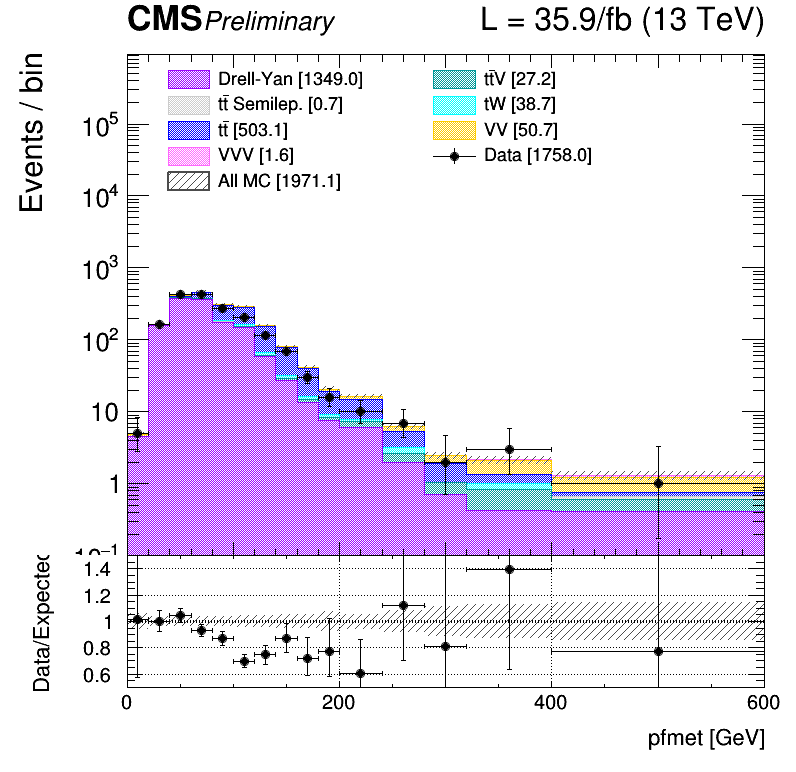 CMS Preliminary L = 35.9/fb (13 TeV)
Events / bin
Drell-Yan [1349.0]
tt̄ Semilep. [0.7]
tt̄ [503.1]
VVV [1.6]
All MC [1971.1]
tt̄V [27.2]
tW [38.7]
VV [50.7]
Data [1758.0]
10⁵
10⁴
10³
10²
10
1
10⁻¹
Data/Expected
1.4
1.2
1
0.8
0.6
0 200 400 600
pfmet [GeV]